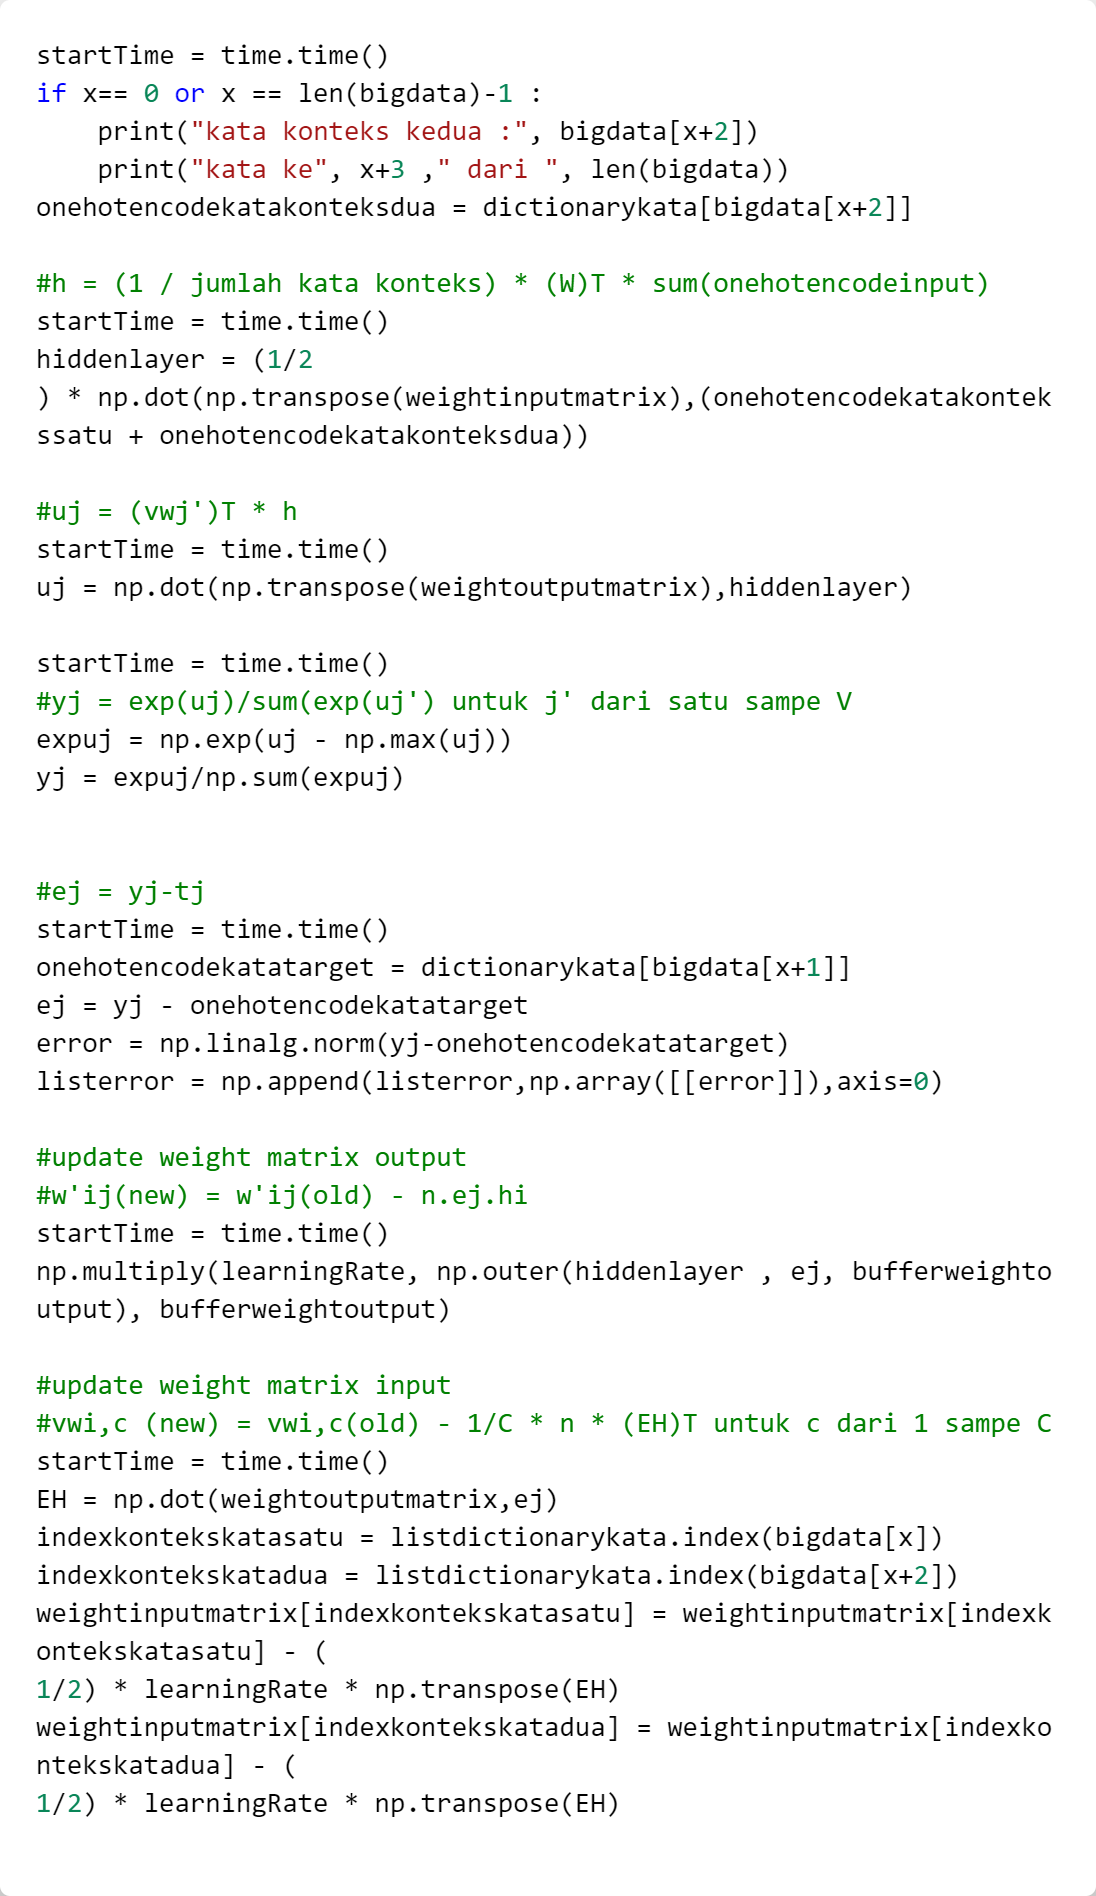 startTime = time.time()
if x== 0 or x == len(bigdata)-1 :
    print("kata konteks kedua :", bigdata[x+2])
    print("kata ke", x+3 ," dari ", len(bigdata))
onehotencodekatakonteksdua = dictionarykata[bigdata[x+2]]

#h = (1 / jumlah kata konteks) * (W)T * sum(onehotencodeinput)
startTime = time.time()
hiddenlayer = (1/2
) * np.dot(np.transpose(weightinputmatrix),(onehotencodekatakontek
ssatu + onehotencodekatakonteksdua))

#uj = (vwj')T * h
startTime = time.time()
uj = np.dot(np.transpose(weightoutputmatrix),hiddenlayer)

startTime = time.time()
#yj = exp(uj)/sum(exp(uj') untuk j' dari satu sampe V
expuj = np.exp(uj - np.max(uj))
yj = expuj/np.sum(expuj)


#ej = yj-tj
startTime = time.time()
onehotencodekatatarget = dictionarykata[bigdata[x+1]]
ej = yj - onehotencodekatatarget
error = np.linalg.norm(yj-onehotencodekatatarget)
listerror = np.append(listerror,np.array([[error]]),axis=0)

#update weight matrix output
#w'ij(new) = w'ij(old) - n.ej.hi
startTime = time.time()
np.multiply(learningRate, np.outer(hiddenlayer , ej, bufferweighto
utput), bufferweightoutput)

#update weight matrix input
#vwi,c (new) = vwi,c(old) - 1/C * n * (EH)T untuk c dari 1 sampe C
startTime = time.time()
EH = np.dot(weightoutputmatrix,ej)
indexkontekskatasatu = listdictionarykata.index(bigdata[x])
indexkontekskatadua = listdictionarykata.index(bigdata[x+2])
weightinputmatrix[indexkontekskatasatu] = weightinputmatrix[indexk
ontekskatasatu] - (
1/2) * learningRate * np.transpose(EH)
weightinputmatrix[indexkontekskatadua] = weightinputmatrix[indexko
ntekskatadua] - (
1/2) * learningRate * np.transpose(EH)